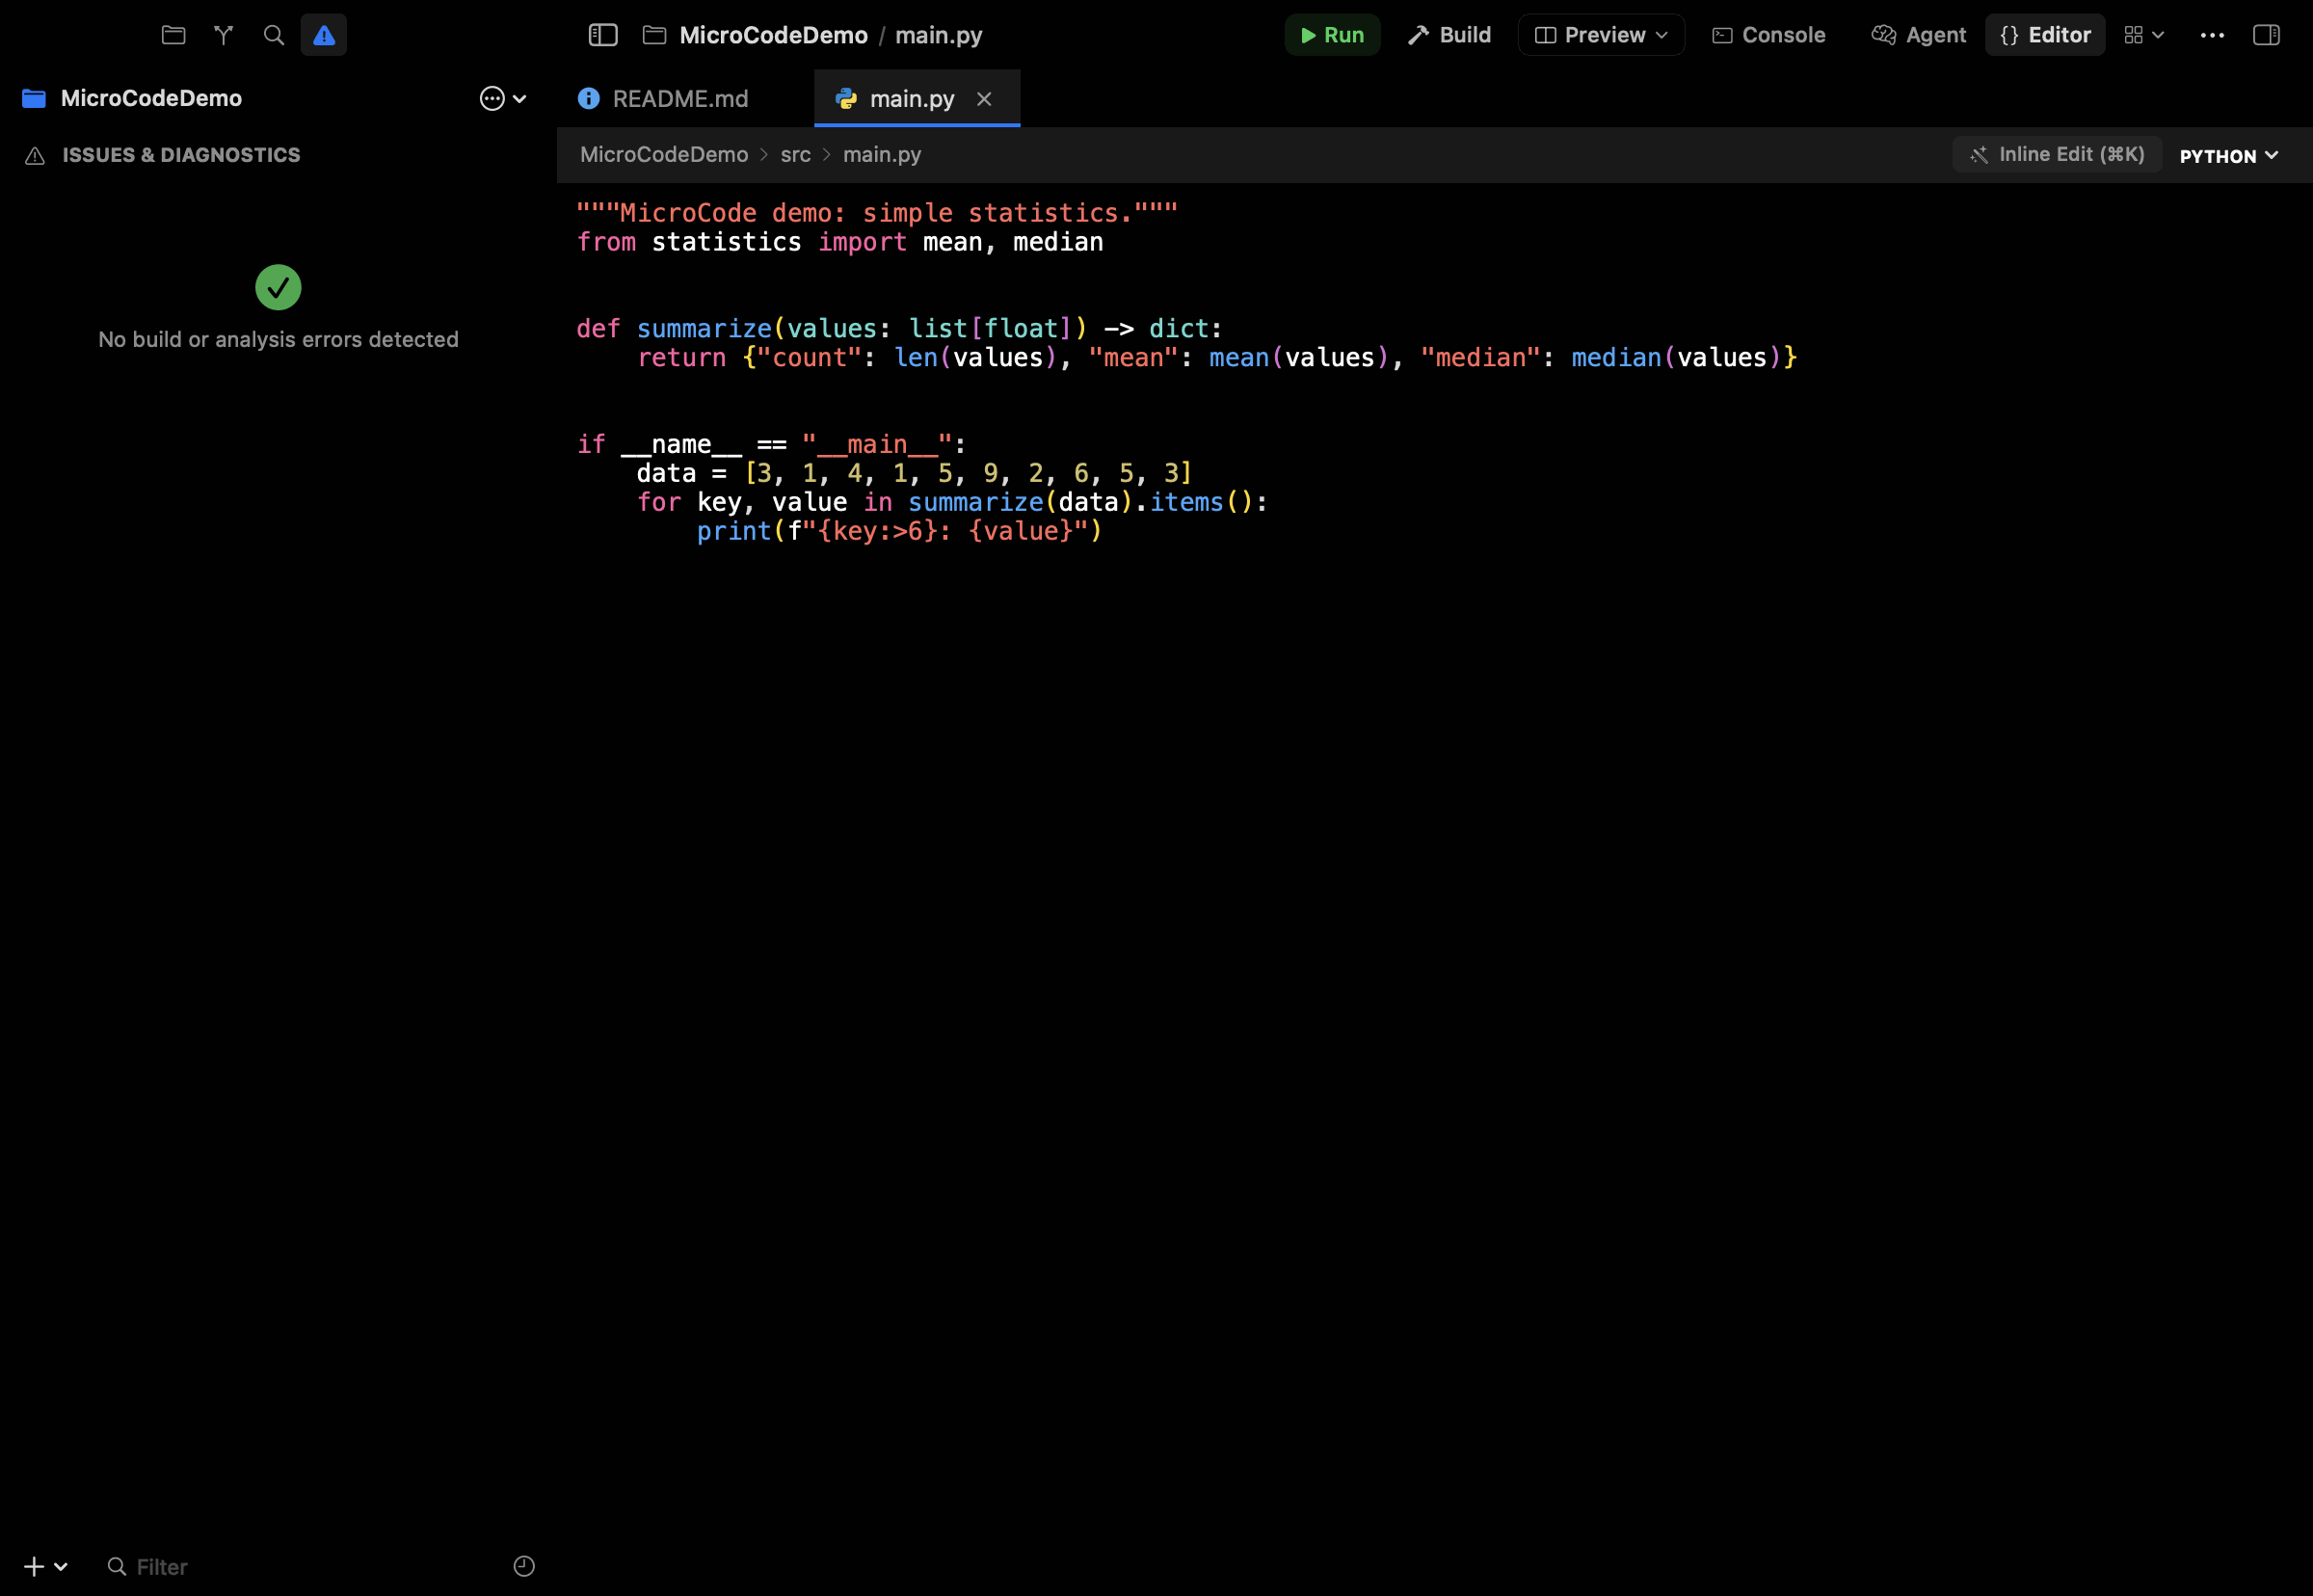 MicroCodeDemo / main.py
Run
Build
Preview
Console
Agent
{} Editor
MicroCodeDemo
README.md
main.py
ISSUES & DIAGNOSTICS
MicroCodeDemo > src > main.py
Inline Edit (⌘K)
PYTHON
No build or analysis errors detected
"""MicroCode demo: simple statistics."""
from statistics import mean, median
def summarize(values: list[float]) -> dict:
    return {"count": len(values), "mean": mean(values), "median": median(values)}
if __name__ == "__main__":
    data = [3, 1, 4, 1, 5, 9, 2, 6, 5, 3]
    for key, value in summarize(data).items():
        print(f"{key:>6}: {value}")
Filter